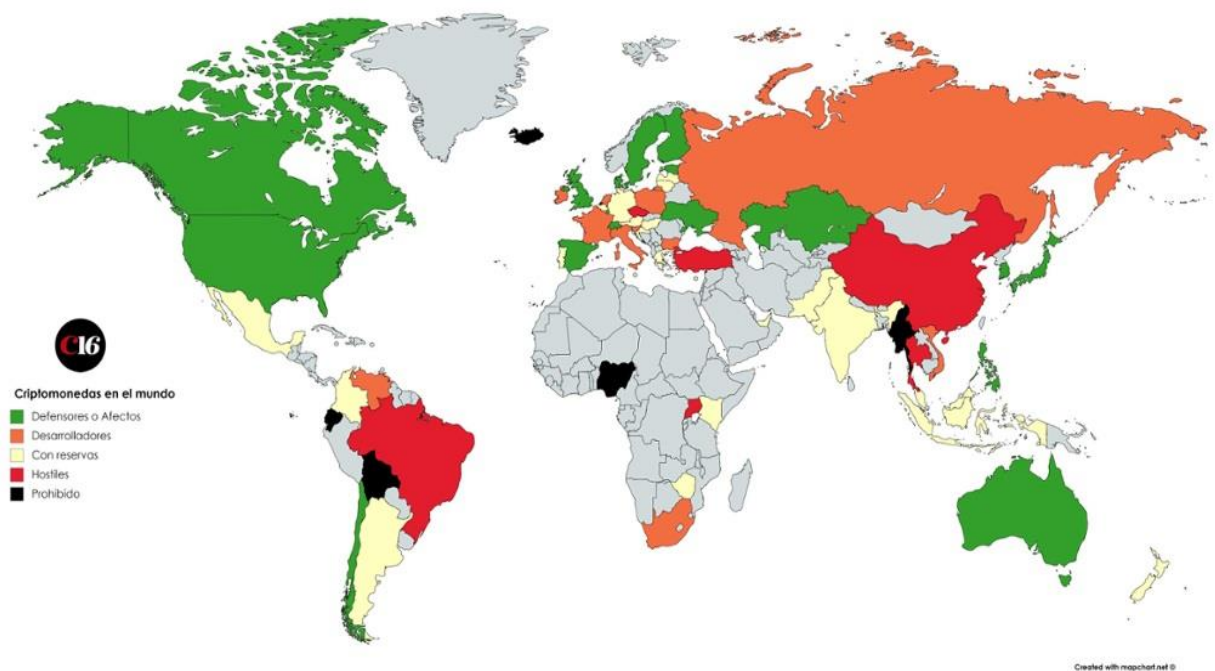 C16
Criptomonedas en el mundo
Defensores o Afectos
Desarrolladores
Con reservas
Hostiles
Prohibido
Created with mapchart.net ©